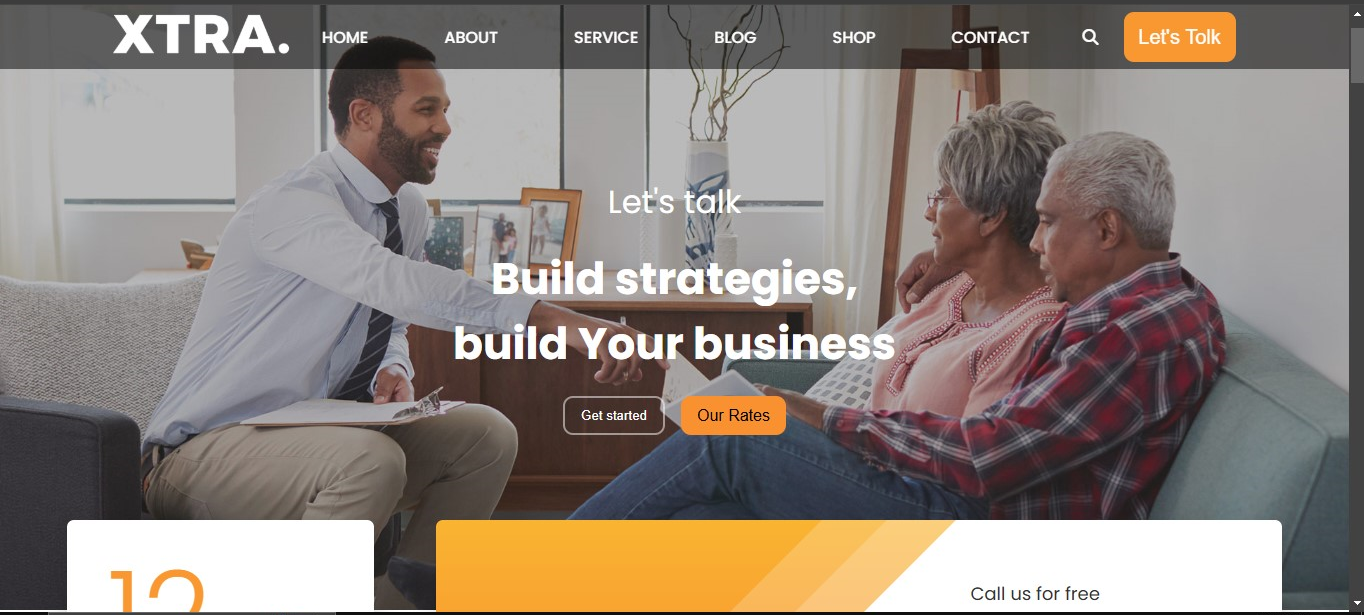 XTRA.
HOME ABOUT SERVICE BLOG SHOP CONTACT Let's Tolk
Let's talk
Build strategies,
build Your business
Get started Our Rates
12
Call us for free